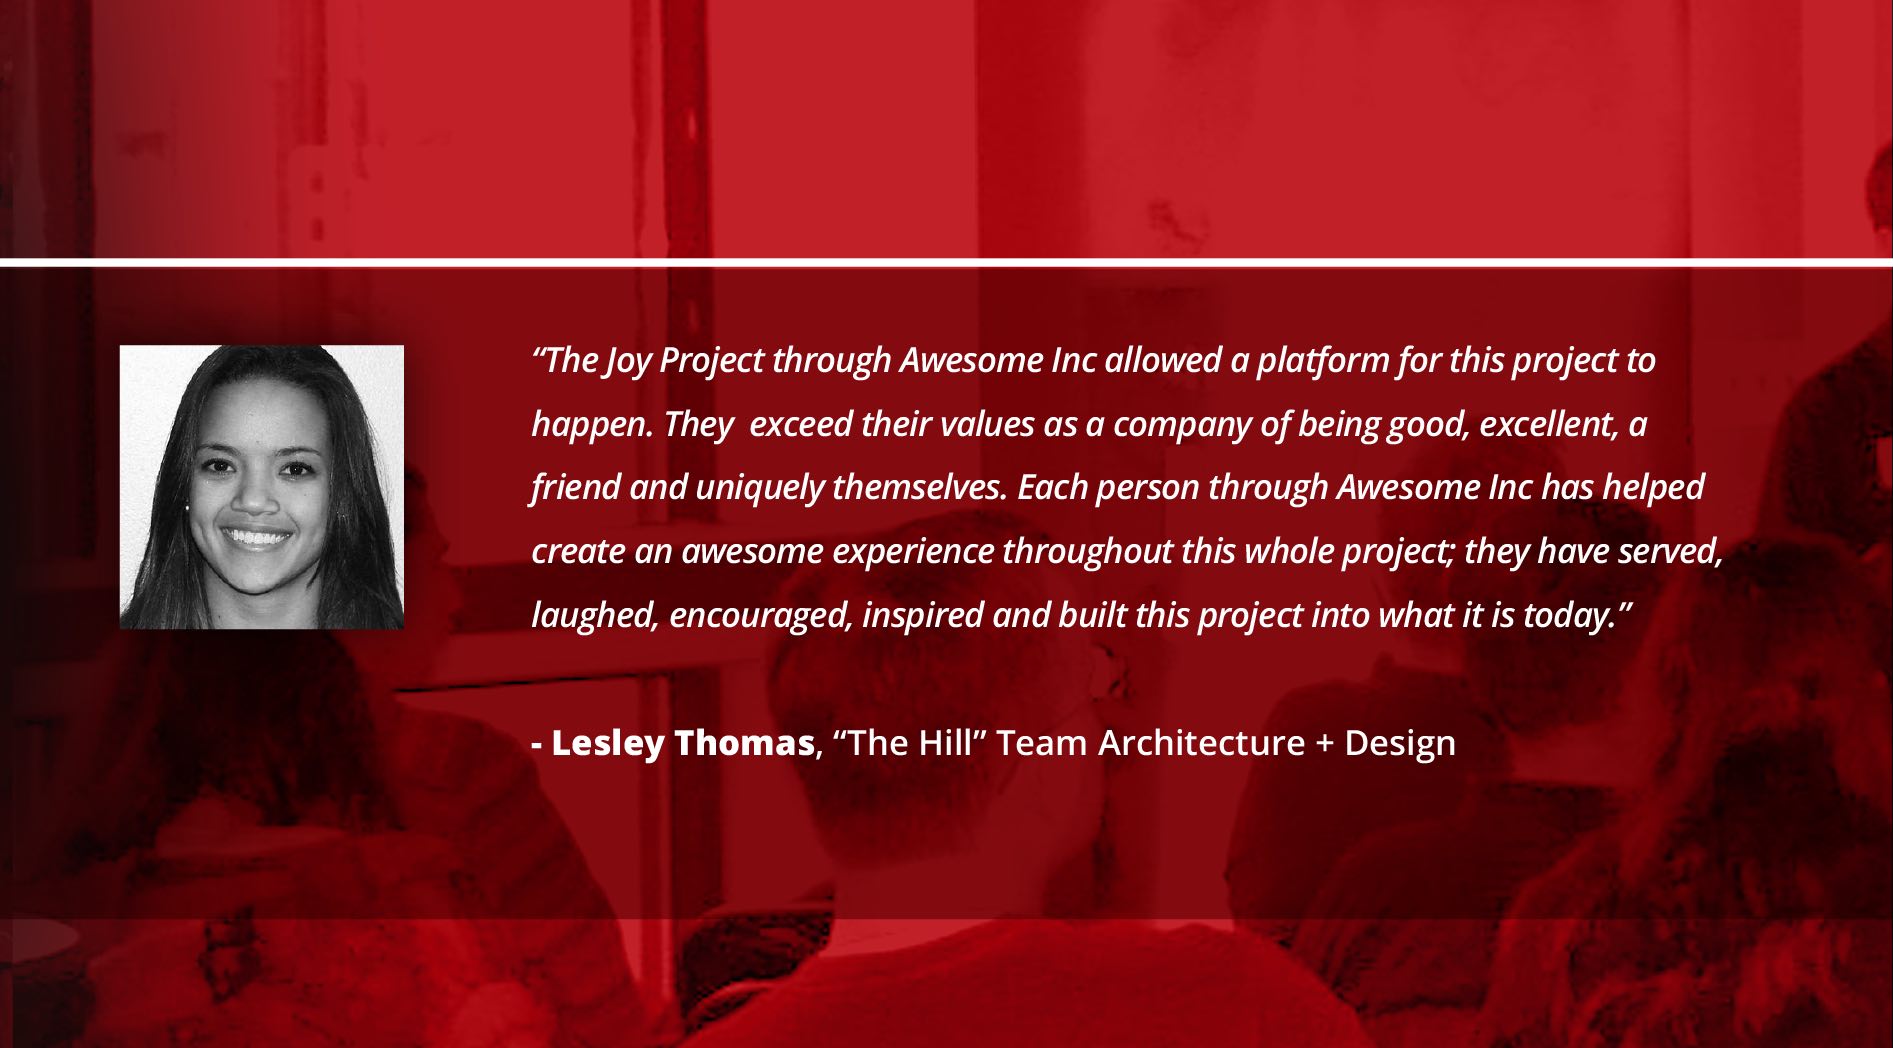 “The Joy Project through Awesome Inc allowed a platform for this project to
happen. They  exceed their values as a company of being good, excellent, a
friend and uniquely themselves. Each person through Awesome Inc has helped
create an awesome experience throughout this whole project; they have served,
laughed, encouraged, inspired and built this project into what it is today.”
- Lesley Thomas, “The Hill” Team Architecture + Design